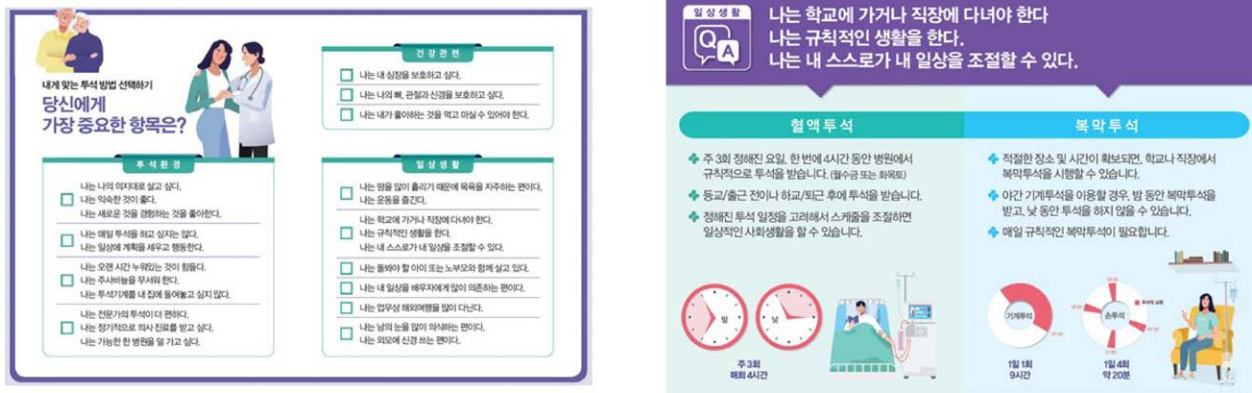 내게 맞는 투석 방법 선택하기
당신에게
가장 중요한 항목은?
투석환경
나는 나의 의지대로 살고 싶다.
나는 익숙한 것이 좋다.
나는 새로운 것을 경험하는 것을 좋아한다.
나는 매일 투석을 하고 싶지는 않다.
나는 일상에 계획을 세우고 행동한다.
나는 오랜 시간 누워있는 것이 힘들다.
나는 주사바늘을 무서워 한다.
나는 투석기계를 내 집에 들여놓고 싶지 않다.
나는 전문가의 투석이 더 편하다.
나는 정기적으로 의사 진료를 받고 싶다.
나는 가능한 한 병원을 덜 가고 싶다.
건강관련
나는 내 심장을 보호하고 싶다.
나는 나의 뼈, 관절과 신경을 보호하고 싶다.
나는 내가 좋아하는 것을 먹고 마실 수 있어야 한다.
일상생활
나는 땀을 많이 흘리기 때문에 목욕을 자주하는 편이다.
나는 운동을 즐긴다.
나는 학교에 가거나 직장에 다녀야 한다.
나는 규칙적인 생활을 한다.
나는 내 스스로가 내 일상을 조절할 수 있다.
나는 돌봐야 할 아이 또는 노부모와 함께 살고 있다.
나는 내 일상을 배우자에게 많이 의존하는 편이다.
나는 업무상 해외여행을 많이 다닌다.
나는 남의 눈을 많이 의식하는 편이다.
나는 외모에 신경 쓰는 편이다.
일상생활
Q A
나는 학교에 가거나 직장에 다녀야 한다
나는 규칙적인 생활을 한다.
나는 내 스스로가 내 일상을 조절할 수 있다.
혈액투석
주 3회 정해진 요일, 한 번에 4시간 동안 병원에서
규칙적으로 투석을 받습니다. (월수금 또는 화목토)
등교/출근 전이나 하교/퇴근 후에 투석을 받습니다.
정해진 투석 일정을 고려해서 스케줄을 조절하면
일상적인 사회생활을 할 수 있습니다.
밤
낮
주 3회
매회 4시간
복막투석
적절한 장소 및 시간이 확보되면, 학교나 직장에서
복막투석을 시행할 수 있습니다.
야간 기계투석을 이용할 경우, 밤 동안 복막투석을
받고, 낮 동안 투석을 하지 않을 수 있습니다.
매일 규칙적인 복막투석이 필요합니다.
기계투석
손투석
1일 1회
9시간
1일 4회
약 20분